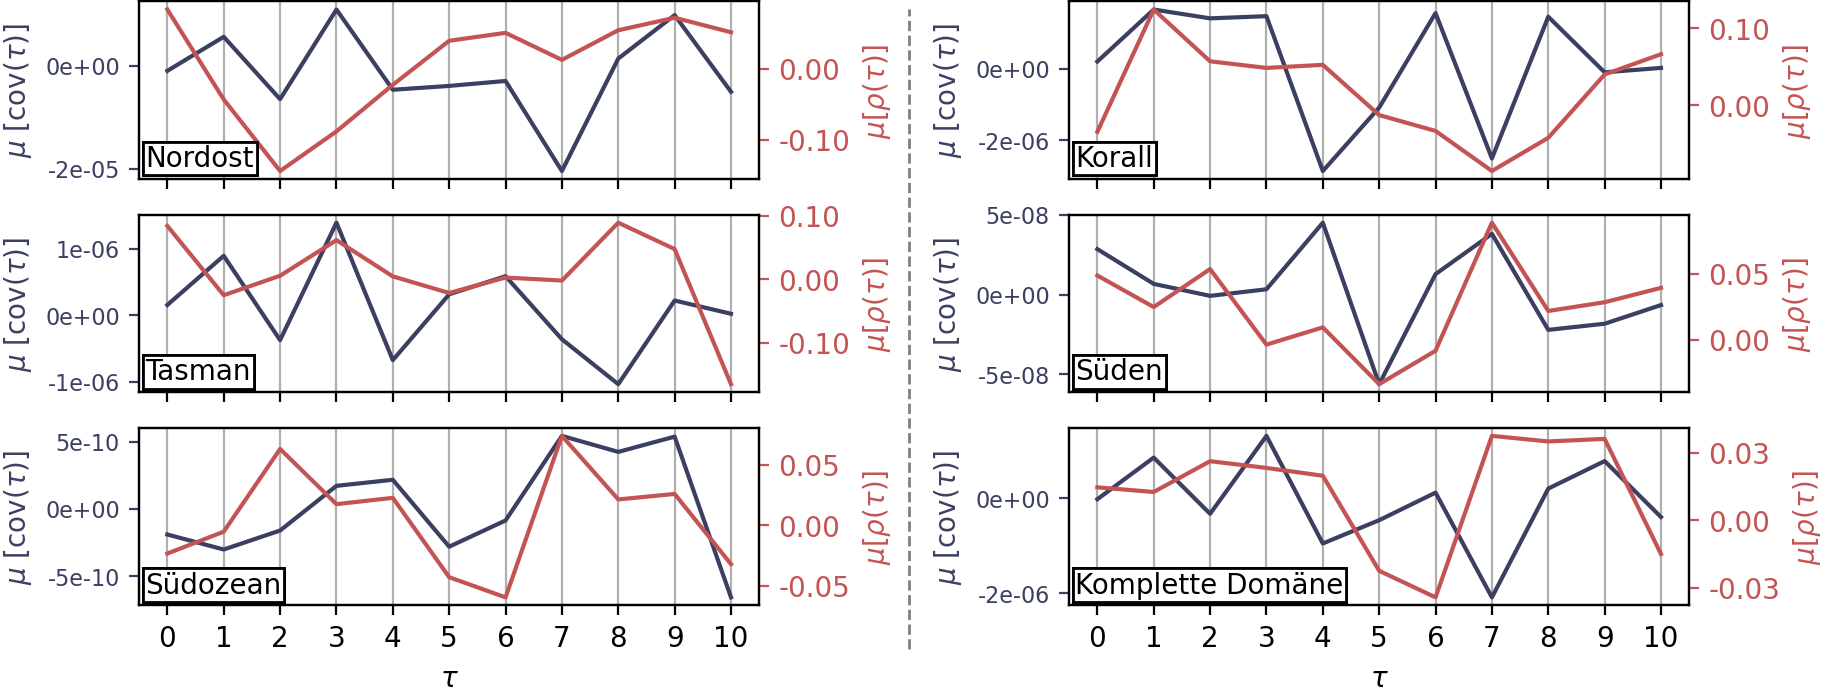 μ [cov(τ)]
0e+00
-2e-05
Nordost
0.00
-0.10
μ[ρ(τ)]
μ [cov(τ)]
0e+00
-2e-06
Korall
0.10
0.00
μ[ρ(τ)]
μ [cov(τ)]
1e-06
0e+00
-1e-06
Tasman
0.10
0.00
-0.10
μ[ρ(τ)]
μ [cov(τ)]
5e-08
0e+00
-5e-08
Süden
0.05
0.00
μ[ρ(τ)]
μ [cov(τ)]
5e-10
0e+00
-5e-10
Südozean
0.05
0.00
-0.05
μ[ρ(τ)]
0 1 2 3 4 5 6 7 8 9 10
τ
μ [cov(τ)]
0e+00
-2e-06
Komplette Domäne
0.03
0.00
-0.03
μ[ρ(τ)]
0 1 2 3 4 5 6 7 8 9 10
τ